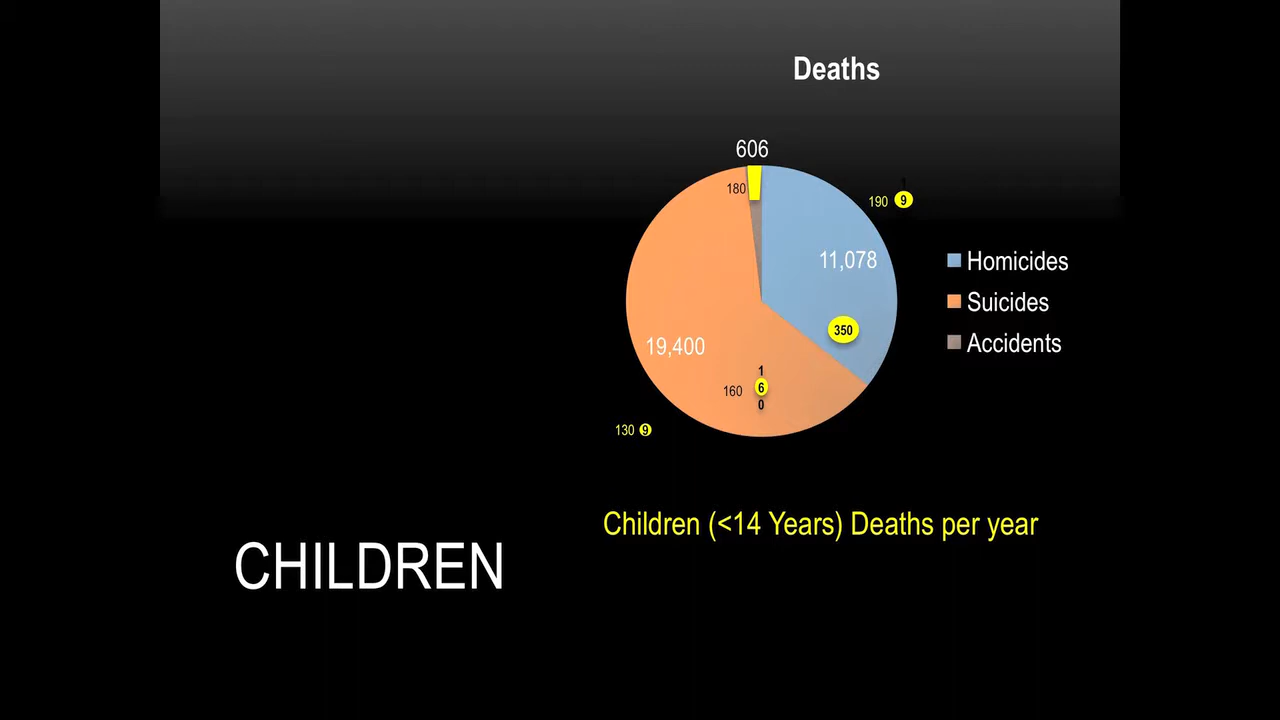 Deaths
606
180
190 9
11,078
Homicides
350
Suicides
19,400
Accidents
1
160 6
0
130 9
Children (<14 Years) Deaths per year
CHILDREN